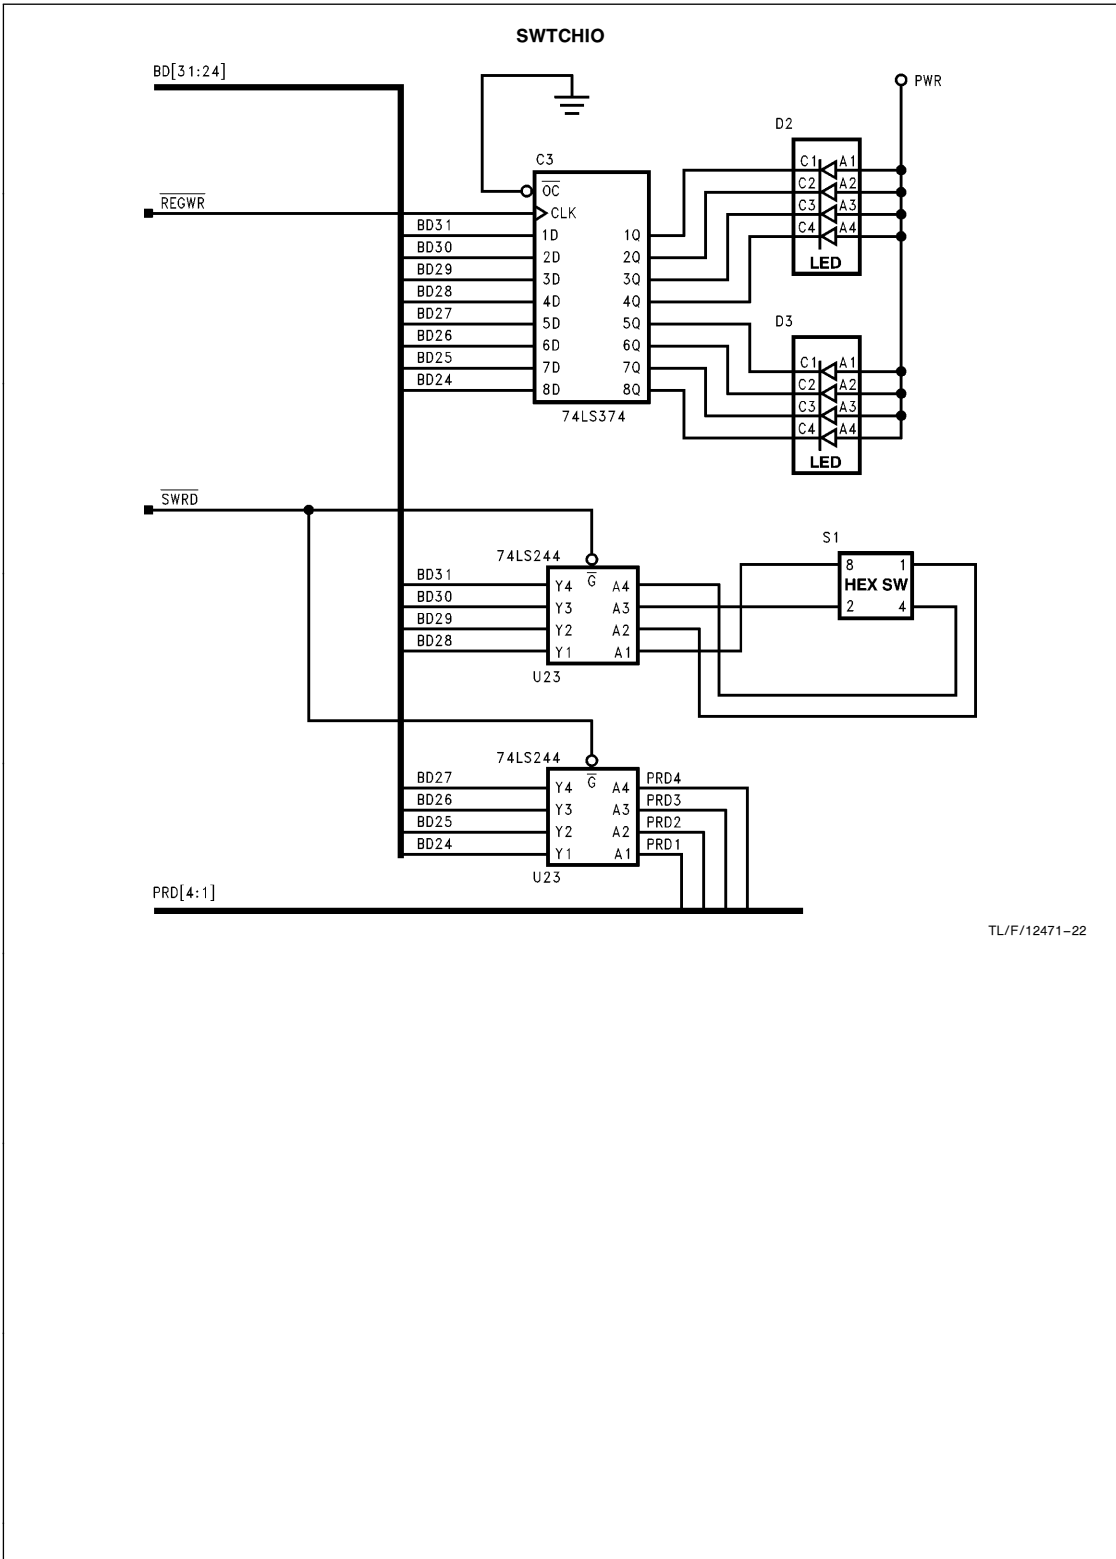 SWTCHIO
BD[31:24]
PWR
D2
C3
C1 A1
C2 A2
C3 A3
C4 A4
LED
OC
REGWR
CLK
BD31 1D 1Q
BD30 2D 2Q
BD29 3D 3Q
BD28 4D 4Q
BD27 5D 5Q
BD26 6D 6Q
BD25 7D 7Q
BD24 8D 8Q
74LS374
D3
C1 A1
C2 A2
C3 A3
C4 A4
LED
SWRD
S1
8 1
HEX SW
2 4
74LS244
G
BD31 Y4 A4
BD30 Y3 A3
BD29 Y2 A2
BD28 Y1 A1
U23
74LS244
G
BD27 Y4 A4 PRD4
BD26 Y3 A3 PRD3
BD25 Y2 A2 PRD2
BD24 Y1 A1 PRD1
U23
PRD[4:1]
TL/F/12471–22